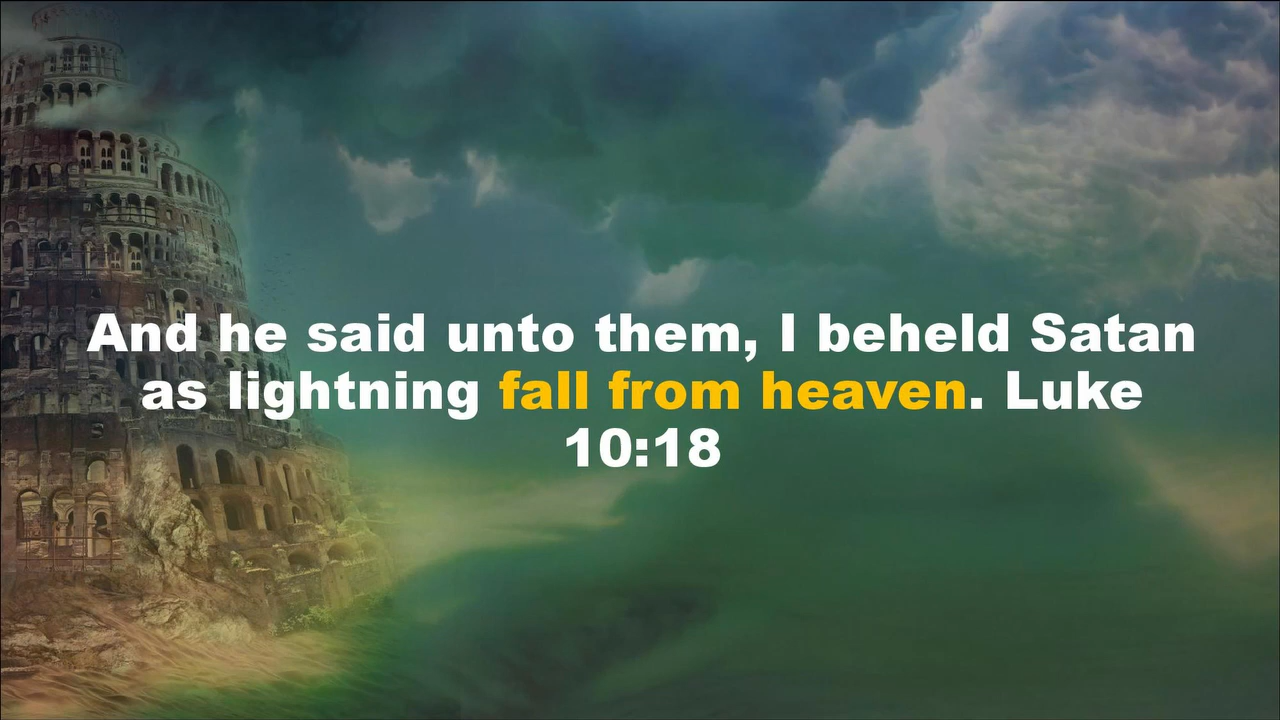 And he said unto them, I beheld Satan
as lightning fall from heaven. Luke
10:18